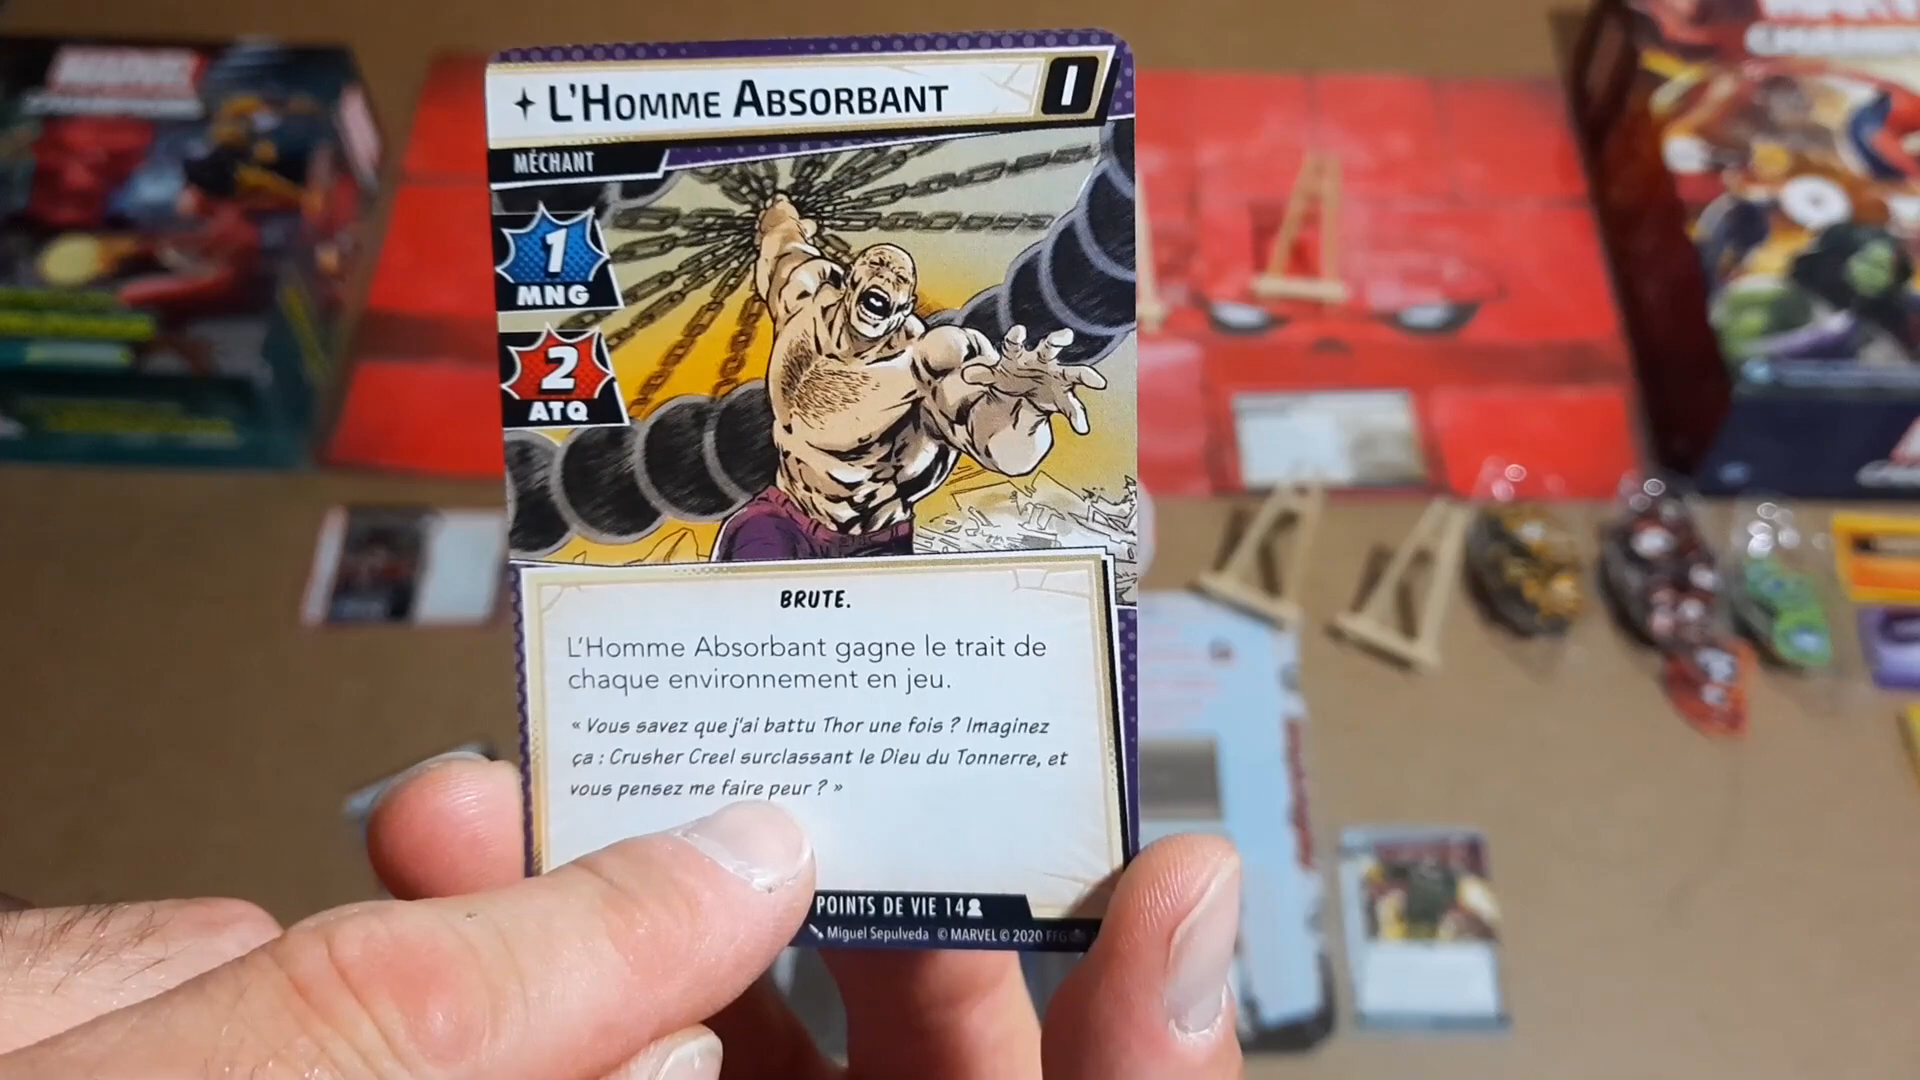 L'HOMME ABSORBANT
I
MÉCHANT
1
MNG
2
ATQ
BRUTE.
L'Homme Absorbant gagne le trait de
chaque environnement en jeu.
« Vous savez que j'ai battu Thor une fois ? Imaginez
ça : Crusher Creel surclassant le Dieu du Tonnerre, et
vous pensez me faire peur ? »
POINTS DE VIE 14
Miguel Sepulveda © MARVEL © 2020 FFG